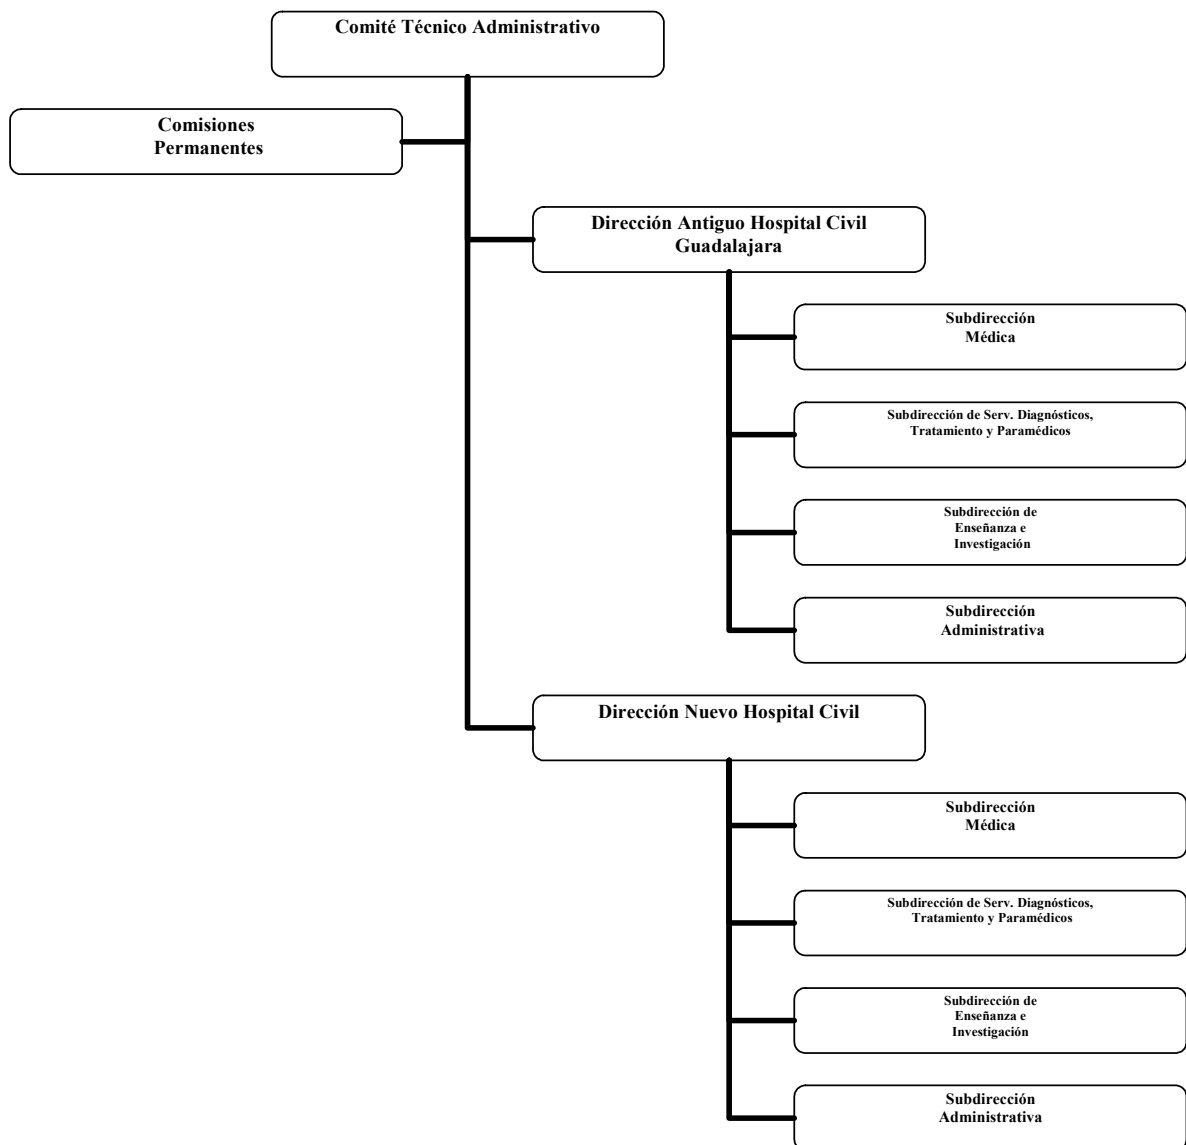 Comité Técnico Administrativo
Comisiones
Permanentes
Dirección Antiguo Hospital Civil
Guadalajara
Subdirección
Médica
Subdirección de Serv. Diagnósticos,
Tratamiento y Paramédicos
Subdirección de
Enseñanza e
Investigación
Subdirección
Administrativa
Dirección Nuevo Hospital Civil
Subdirección
Médica
Subdirección de Serv. Diagnósticos,
Tratamiento y Paramédicos
Subdirección de
Enseñanza e
Investigación
Subdirección
Administrativa